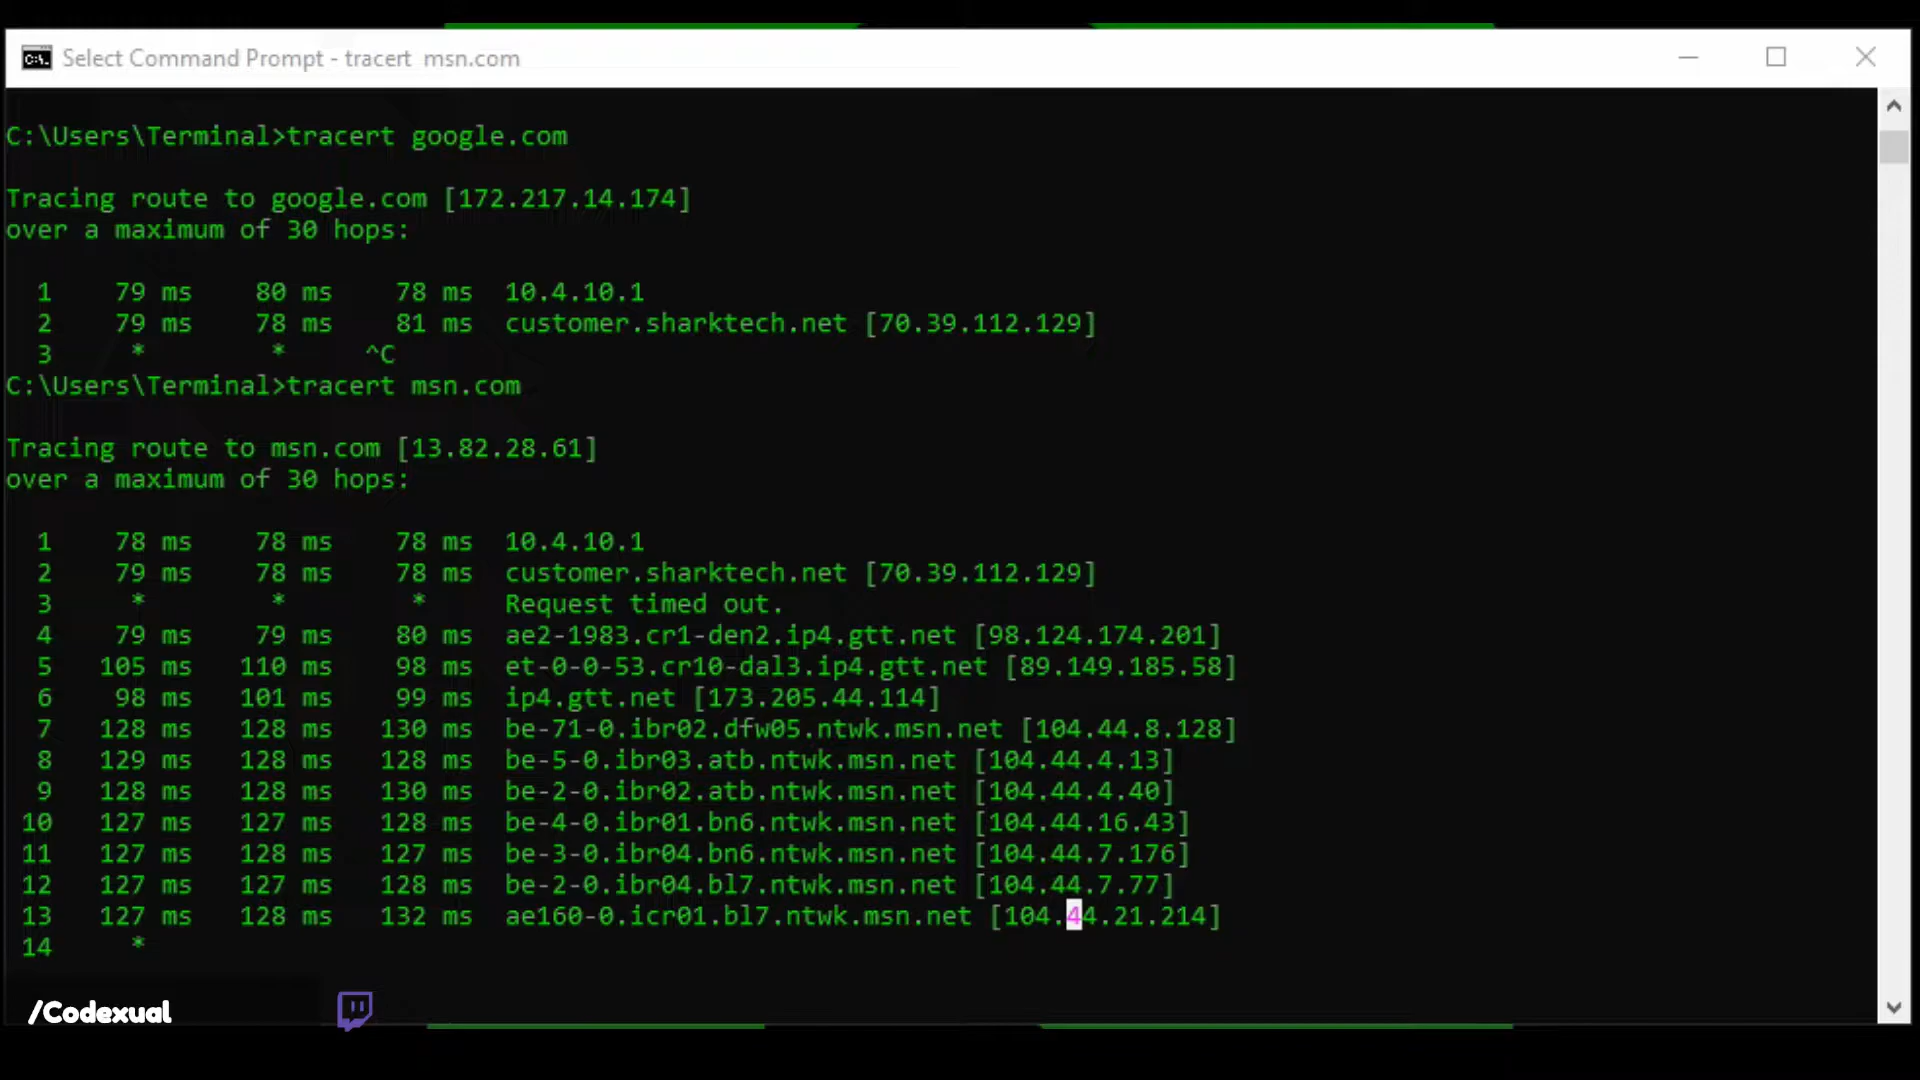 Select Command Prompt - tracert  msn.com
C:\Users\Terminal>tracert google.com
Tracing route to google.com [172.217.14.174]
over a maximum of 30 hops:
1    79 ms    80 ms    78 ms  10.4.10.1
2    79 ms    78 ms    81 ms  customer.sharktech.net [70.39.112.129]
3     *        *     ^C
C:\Users\Terminal>tracert msn.com
Tracing route to msn.com [13.82.28.61]
over a maximum of 30 hops:
1    78 ms    78 ms    78 ms  10.4.10.1
2    79 ms    78 ms    78 ms  customer.sharktech.net [70.39.112.129]
3     *        *        *     Request timed out.
4    79 ms    79 ms    80 ms  ae2-1983.cr1-den2.ip4.gtt.net [98.124.174.201]
5   105 ms   110 ms    98 ms  et-0-0-53.cr10-dal3.ip4.gtt.net [89.149.185.58]
6    98 ms   101 ms    99 ms  ip4.gtt.net [173.205.44.114]
7   128 ms   128 ms   130 ms  be-71-0.ibr02.dfw05.ntwk.msn.net [104.44.8.128]
8   129 ms   128 ms   128 ms  be-5-0.ibr03.atb.ntwk.msn.net [104.44.4.13]
9   128 ms   128 ms   130 ms  be-2-0.ibr02.atb.ntwk.msn.net [104.44.4.40]
10   127 ms   127 ms   128 ms  be-4-0.ibr01.bn6.ntwk.msn.net [104.44.16.43]
11   127 ms   128 ms   127 ms  be-3-0.ibr04.bn6.ntwk.msn.net [104.44.7.176]
12   127 ms   127 ms   128 ms  be-2-0.ibr04.bl7.ntwk.msn.net [104.44.7.77]
13   127 ms   128 ms   132 ms  ae160-0.icr01.bl7.ntwk.msn.net [104.44.21.214]
14     *
/Codexual